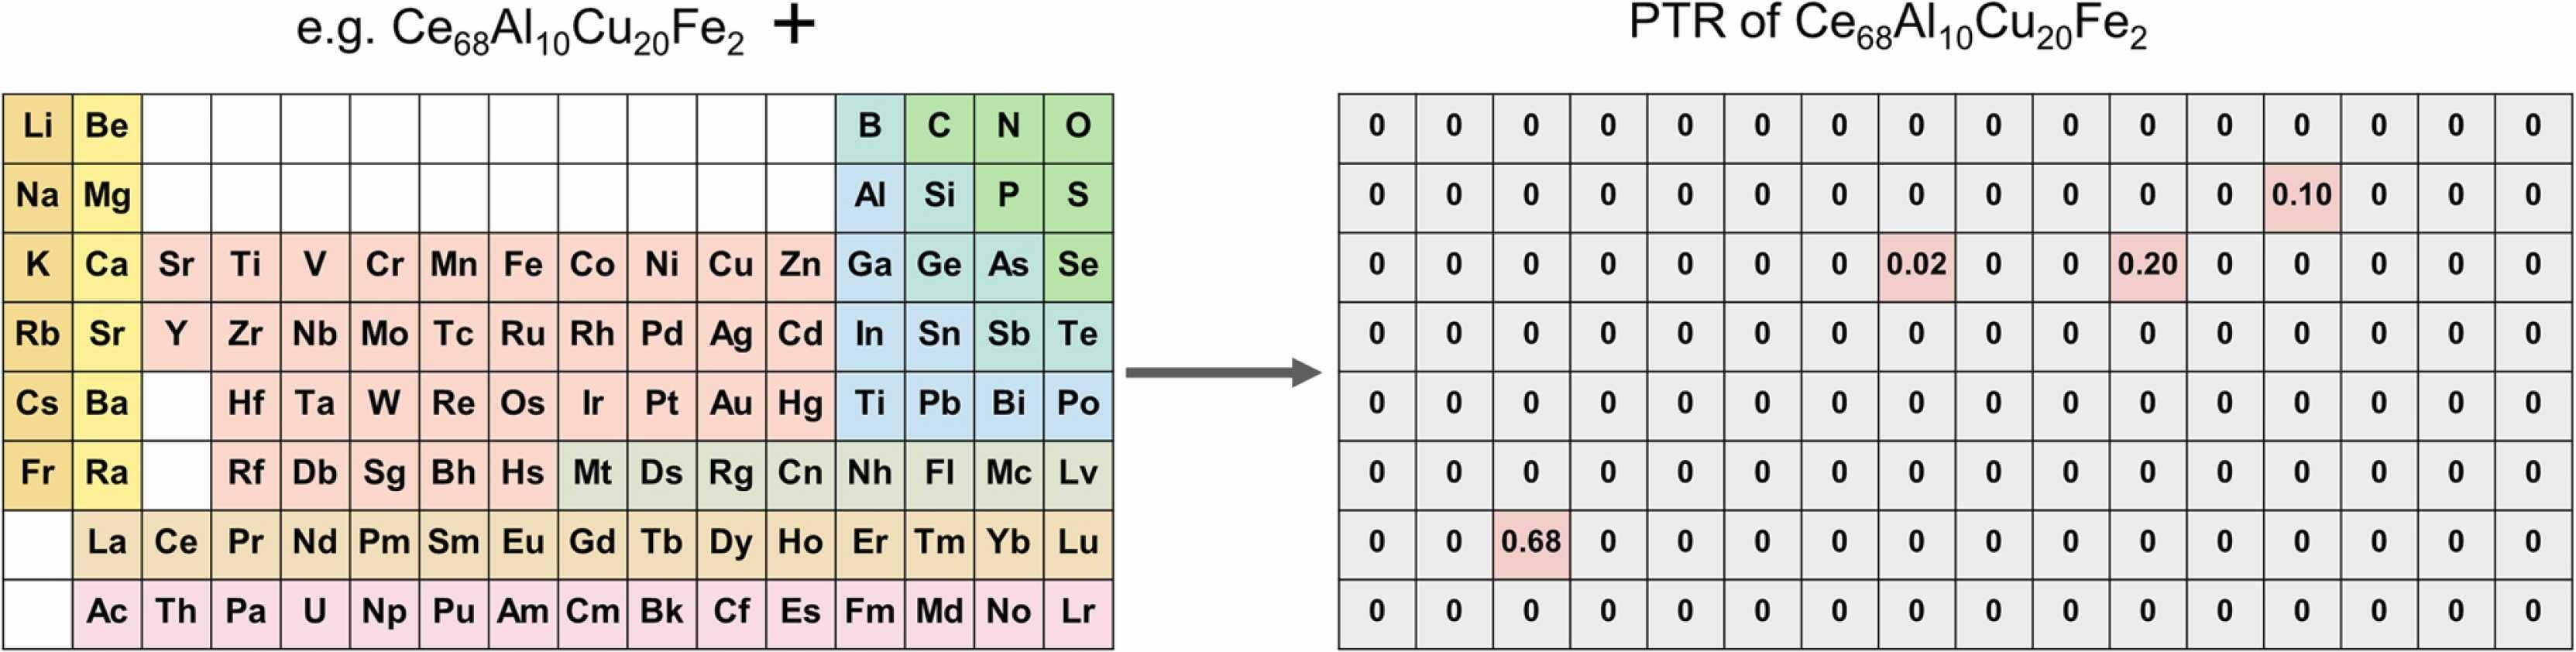 e.g. Ce₆₈Al₁₀Cu₂₀Fe₂ +
PTR of Ce₆₈Al₁₀Cu₂₀Fe₂
Li Be B C N O
Na Mg Al Si P S
K Ca Sr Ti V Cr Mn Fe Co Ni Cu Zn Ga Ge As Se
Rb Sr Y Zr Nb Mo Tc Ru Rh Pd Ag Cd In Sn Sb Te
Cs Ba Hf Ta W Re Os Ir Pt Au Hg Ti Pb Bi Po
Fr Ra Rf Db Sg Bh Hs Mt Ds Rg Cn Nh Fl Mc Lv
La Ce Pr Nd Pm Sm Eu Gd Tb Dy Ho Er Tm Yb Lu
Ac Th Pa U Np Pu Am Cm Bk Cf Es Fm Md No Lr
0 0 0 0 0 0 0 0 0 0 0 0 0 0 0 0
0 0 0 0 0 0 0 0 0 0 0 0 0.10 0 0 0
0 0 0 0 0 0 0 0.02 0 0 0.20 0 0 0 0 0
0 0 0 0 0 0 0 0 0 0 0 0 0 0 0 0
0 0 0 0 0 0 0 0 0 0 0 0 0 0 0 0
0 0 0 0 0 0 0 0 0 0 0 0 0 0 0 0
0 0 0.68 0 0 0 0 0 0 0 0 0 0 0 0 0
0 0 0 0 0 0 0 0 0 0 0 0 0 0 0 0